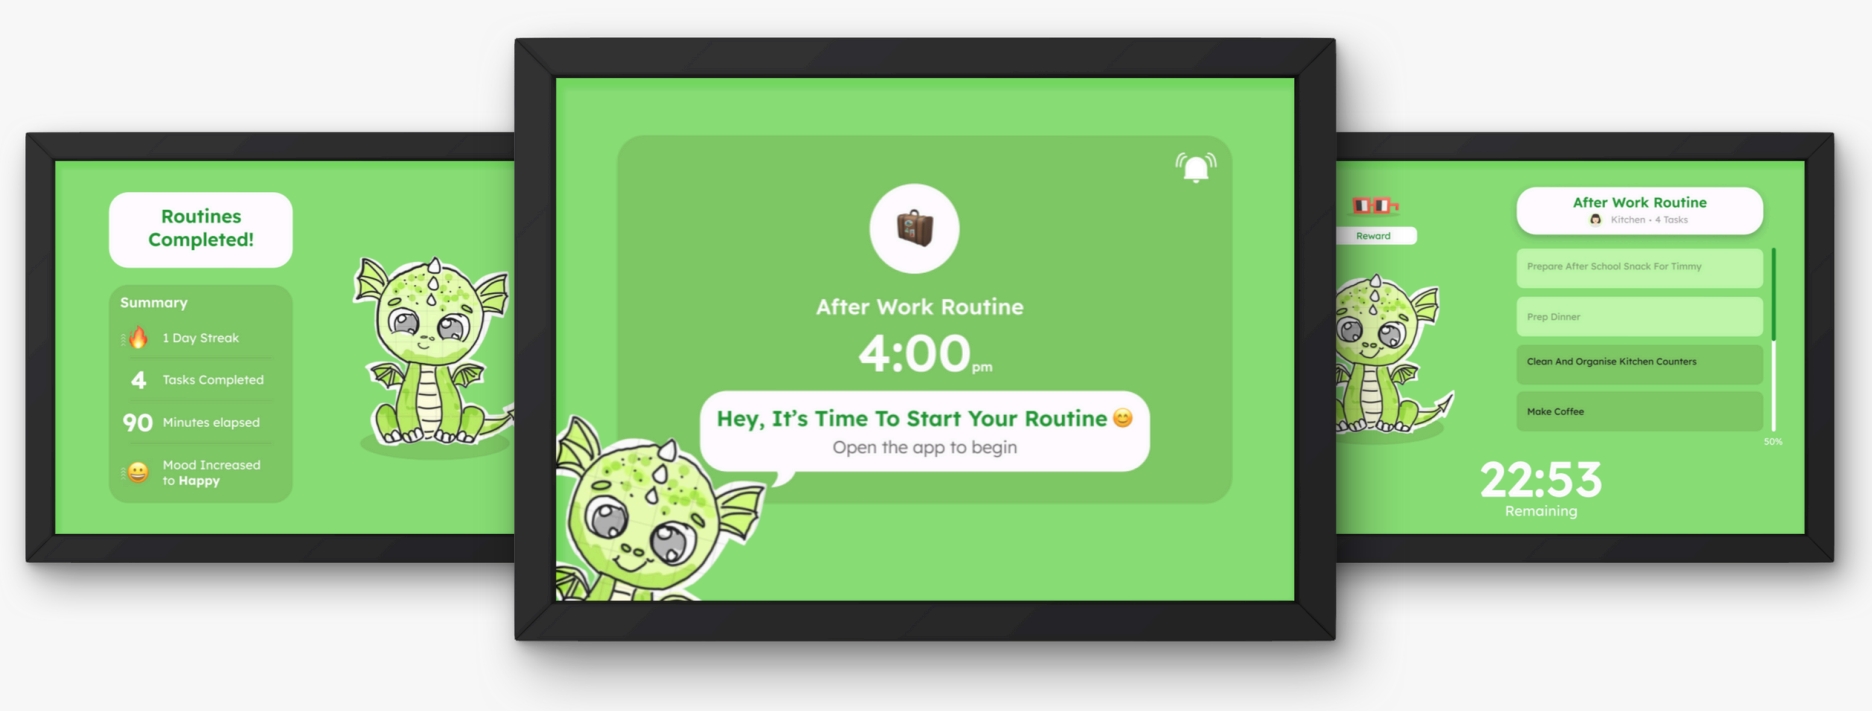 Routines
Completed!
Summary
1 Day Streak
4 Tasks Completed
90 Minutes elapsed
Mood Increased
to Happy
After Work Routine
4:00pm
Hey, It's Time To Start Your Routine 😊
Open the app to begin
Reward
After Work Routine
Kitchen • 4 Tasks
Prepare After School Snack For Timmy
Prep Dinner
Clean And Organise Kitchen Counters
Make Coffee
50%
22:53
Remaining